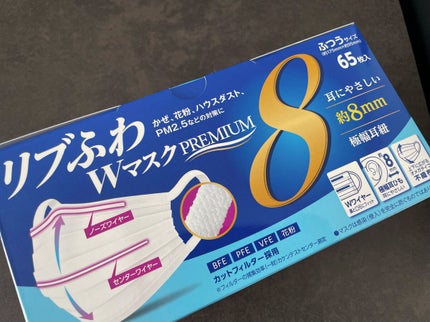 ふつうサイズ
65枚入
かぜ、花粉、ハウスダスト、
PM2.5などの対策に
リブふわ
Wマスク PREMIUM
8
耳にやさしい
約8mm
極幅耳紐
ノーズワイヤー
センターワイヤー
Wワイヤー
8
BFE PFE VFE 花粉
カットフィルター採用